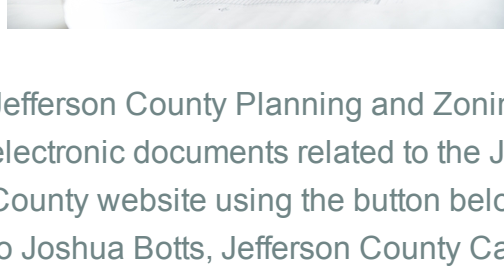 Jefferson County Planning and Zonin
electronic documents related to the J
County website using the button belo
o Joshua Botts, Jefferson County Ca